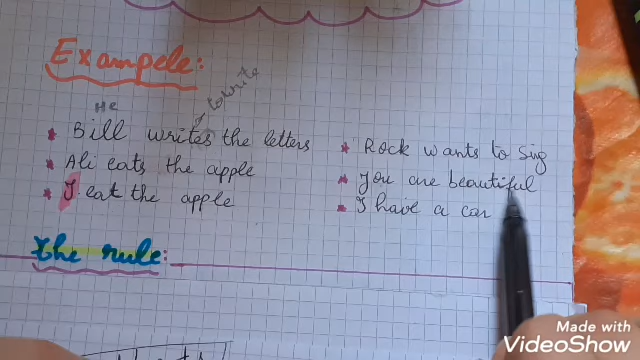 Exampele:
He
to write
Bill writes the letters
Ali eats the apple
I eat the apple
Rock wants to Sing
You are beautiful
I have a car
the rule:
Made with
VideoShow